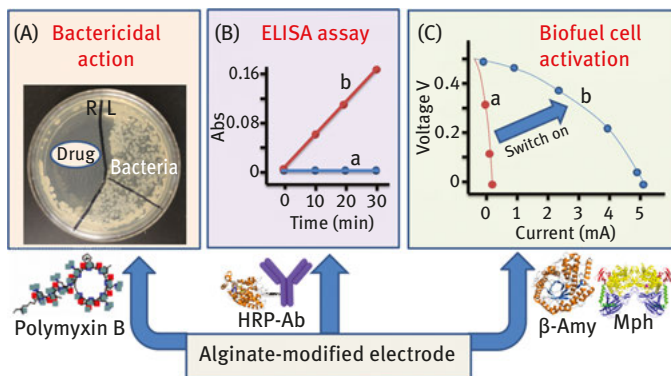 (A) Bactericidal
action
R L
Drug
Bacteria
(B) ELISA assay
Abs
0.16
0.08
0
b
a
0 10 20 30
Time (min)
(C) Biofuel cell
activation
Voltage V
0.4
0.2
0
a
b
Switch on
0 1 2 3 4 5
Current (mA)
Polymyxin B
HRP-Ab
β-Amy
Mph
Alginate-modified electrode